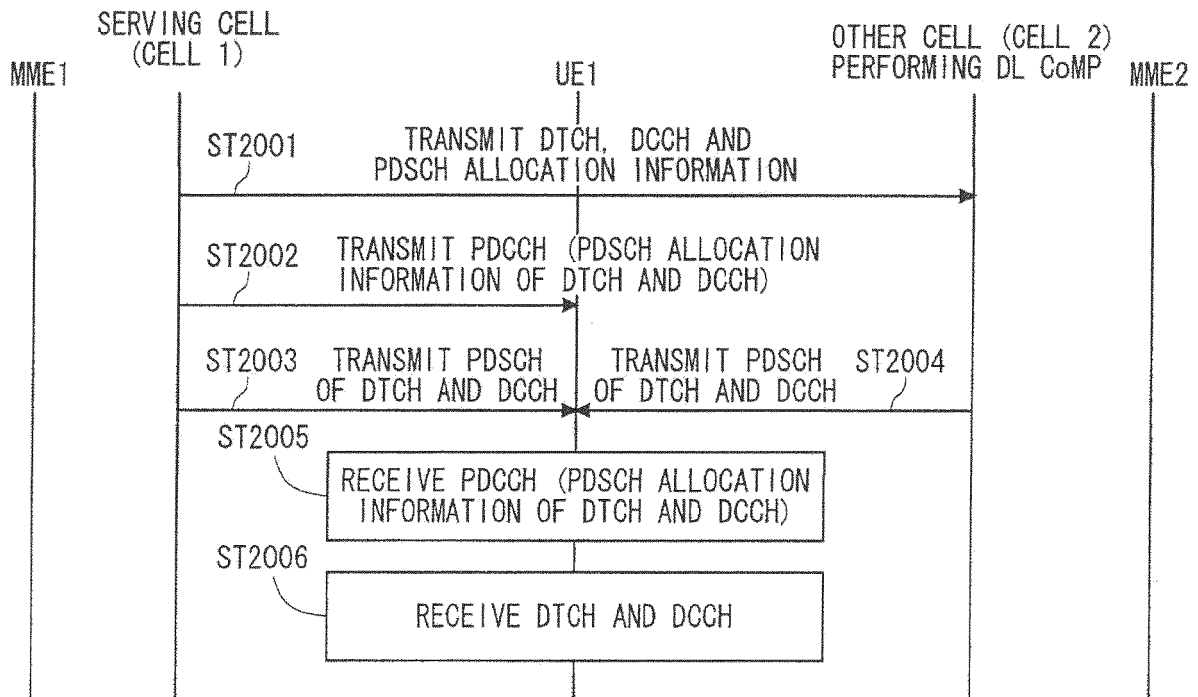 SERVING CELL
(CELL 1)
OTHER CELL (CELL 2)
PERFORMING DL CoMP
MME1
UE1
MME2
ST2001
TRANSMIT DTCH, DCCH AND
PDSCH ALLOCATION INFORMATION
ST2002
TRANSMIT PDCCH (PDSCH ALLOCATION
INFORMATION OF DTCH AND DCCH)
ST2003
TRANSMIT PDSCH
OF DTCH AND DCCH
TRANSMIT PDSCH
OF DTCH AND DCCH
ST2004
ST2005
RECEIVE PDCCH (PDSCH ALLOCATION
INFORMATION OF DTCH AND DCCH)
ST2006
RECEIVE DTCH AND DCCH